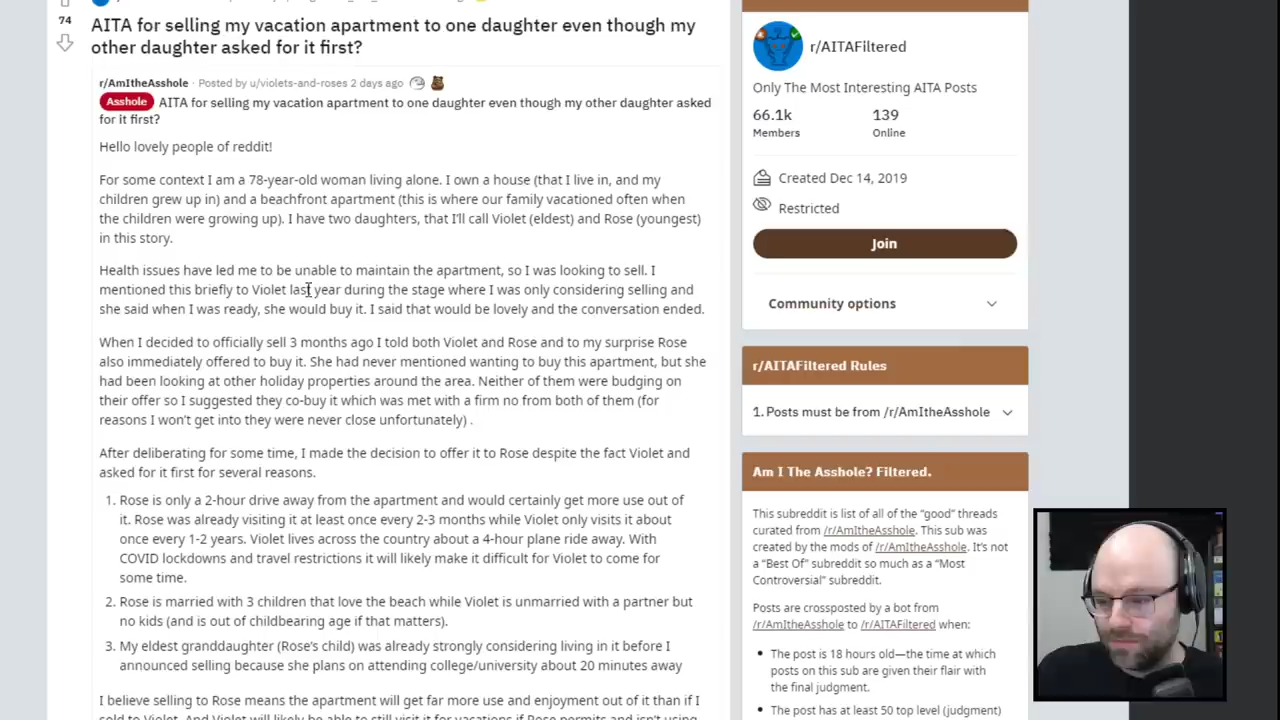 74
AITA for selling my vacation apartment to one daughter even though my
other daughter asked for it first?
r/AmItheAsshole · Posted by u/violets-and-roses 2 days ago
Asshole AITA for selling my vacation apartment to one daughter even though my other daughter asked
for it first?
Hello lovely people of reddit!
For some context I am a 78-year-old woman living alone. I own a house (that I live in, and my
children grew up in) and a beachfront apartment (this is where our family vacationed often when
the children were growing up). I have two daughters, that I'll call Violet (eldest) and Rose (youngest)
in this story.
Health issues have led me to be unable to maintain the apartment, so I was looking to sell. I
mentioned this briefly to Violet last year during the stage where I was only considering selling and
she said when I was ready, she would buy it. I said that would be lovely and the conversation ended.
When I decided to officially sell 3 months ago I told both Violet and Rose and to my surprise Rose
also immediately offered to buy it. She had never mentioned wanting to buy this apartment, but she
had been looking at other holiday properties around the area. Neither of them were budging on
their offer so I suggested they co-buy it which was met with a firm no from both of them (for
reasons I won't get into they were never close unfortunately) .
After deliberating for some time, I made the decision to offer it to Rose despite the fact Violet and
asked for it first for several reasons.
1. Rose is only a 2-hour drive away from the apartment and would certainly get more use out of
it. Rose was already visiting it at least once every 2-3 months while Violet only visits it about
once every 1-2 years. Violet lives across the country about a 4-hour plane ride away. With
COVID lockdowns and travel restrictions it will likely make it difficult for Violet to come for
some time.
2. Rose is married with 3 children that love the beach while Violet is unmarried with a partner but
no kids (and is out of childbearing age if that matters).
3. My eldest granddaughter (Rose's child) was already strongly considering living in it before I
announced selling because she plans on attending college/university about 20 minutes away
I believe selling to Rose means the apartment will get far more use and enjoyment out of it than if I
sold to Violet. And Violet will likely be able to still visit it for vacations if Rose permits and isn't using
r/AITAFiltered
Only The Most Interesting AITA Posts
66.1k 139
Members Online
Created Dec 14, 2019
Restricted
Join
Community options
r/AITAFiltered Rules
1. Posts must be from /r/AmItheAsshole
Am I The Asshole? Filtered.
This subreddit is list of all of the "good" threads
curated from /r/AmItheAsshole. This sub was
created by the mods of /r/AmItheAsshole. It's not
a "Best Of" subreddit so much as a "Most
Controversial" subreddit.
Posts are crossposted by a bot from
/r/AmItheAsshole to /r/AITAFiltered when:
The post is 18 hours old—the time at which
posts on this sub are given their flair with
the final judgment.
The post has at least 50 top level (judgment)